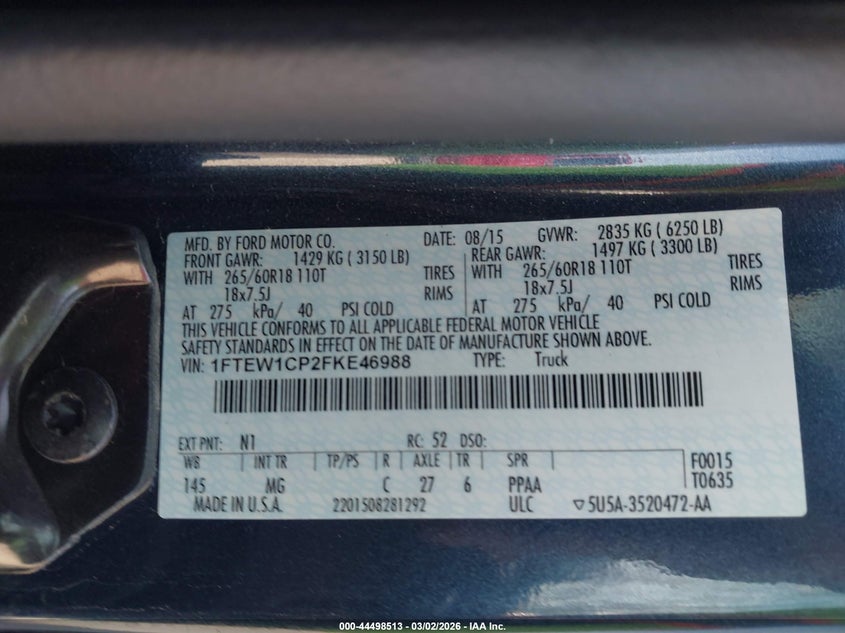 MFD. BY FORD MOTOR CO. DATE: 08/15 GVWR: 2835 KG ( 6250 LB)
FRONT GAWR: 1429 KG ( 3150 LB) REAR GAWR: 1497 KG ( 3300 LB)
WITH 265/60R18 110T TIRES WITH 265/60R18 110T TIRES
18x7.5J RIMS 18x7.5J RIMS
AT 275 kPa/ 40 PSI COLD AT 275 kPa/ 40 PSI COLD
THIS VEHICLE CONFORMS TO ALL APPLICABLE FEDERAL MOTOR VEHICLE
SAFETY STANDARDS IN EFFECT ON THE DATE OF MANUFACTURE SHOWN ABOVE.
VIN: 1FTEW1CP2FKE46988 TYPE: Truck
EXT PNT: N1 RC: 52 DSO:
WB INT TR TP/PS R AXLE TR SPR F0015
145 MG C 27 6 PPAA T0635
MADE IN U.S.A. 2201508281292 ULC ▽5U5A-3520472-AA
000-44498513 - 03/02/2026 - IAA Inc.